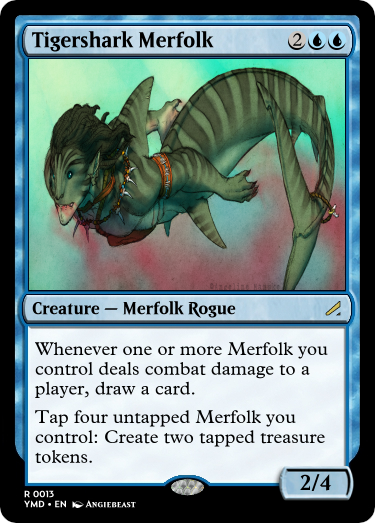 Tigershark Merfolk 2
Creature — Merfolk Rogue
Whenever one or more Merfolk you
control deals combat damage to a
player, draw a card.
Tap four untapped Merfolk you
control: Create two tapped treasure
tokens.
2/4
R 0013
YMD • EN Angiebeast